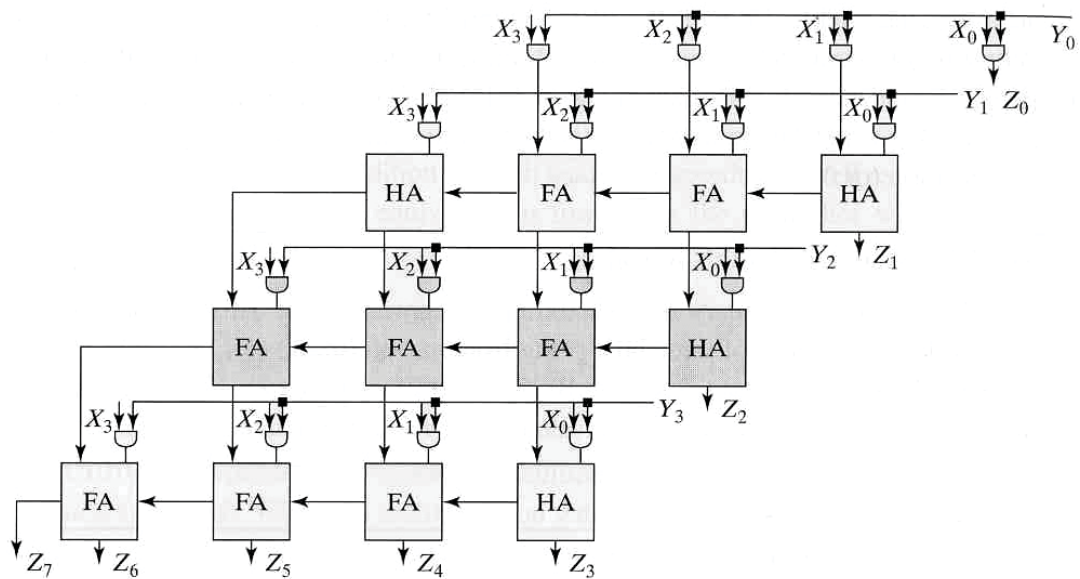 X3 X2 X1 X0 Y0
X3 X2 X1 X0 Y1 Z0
HA FA FA HA
X3 X2 X1 X0 Y2 Z1
FA FA FA HA
X3 X2 X1 X0 Y3 Z2
FA FA FA HA
Z7 Z6 Z5 Z4 Z3